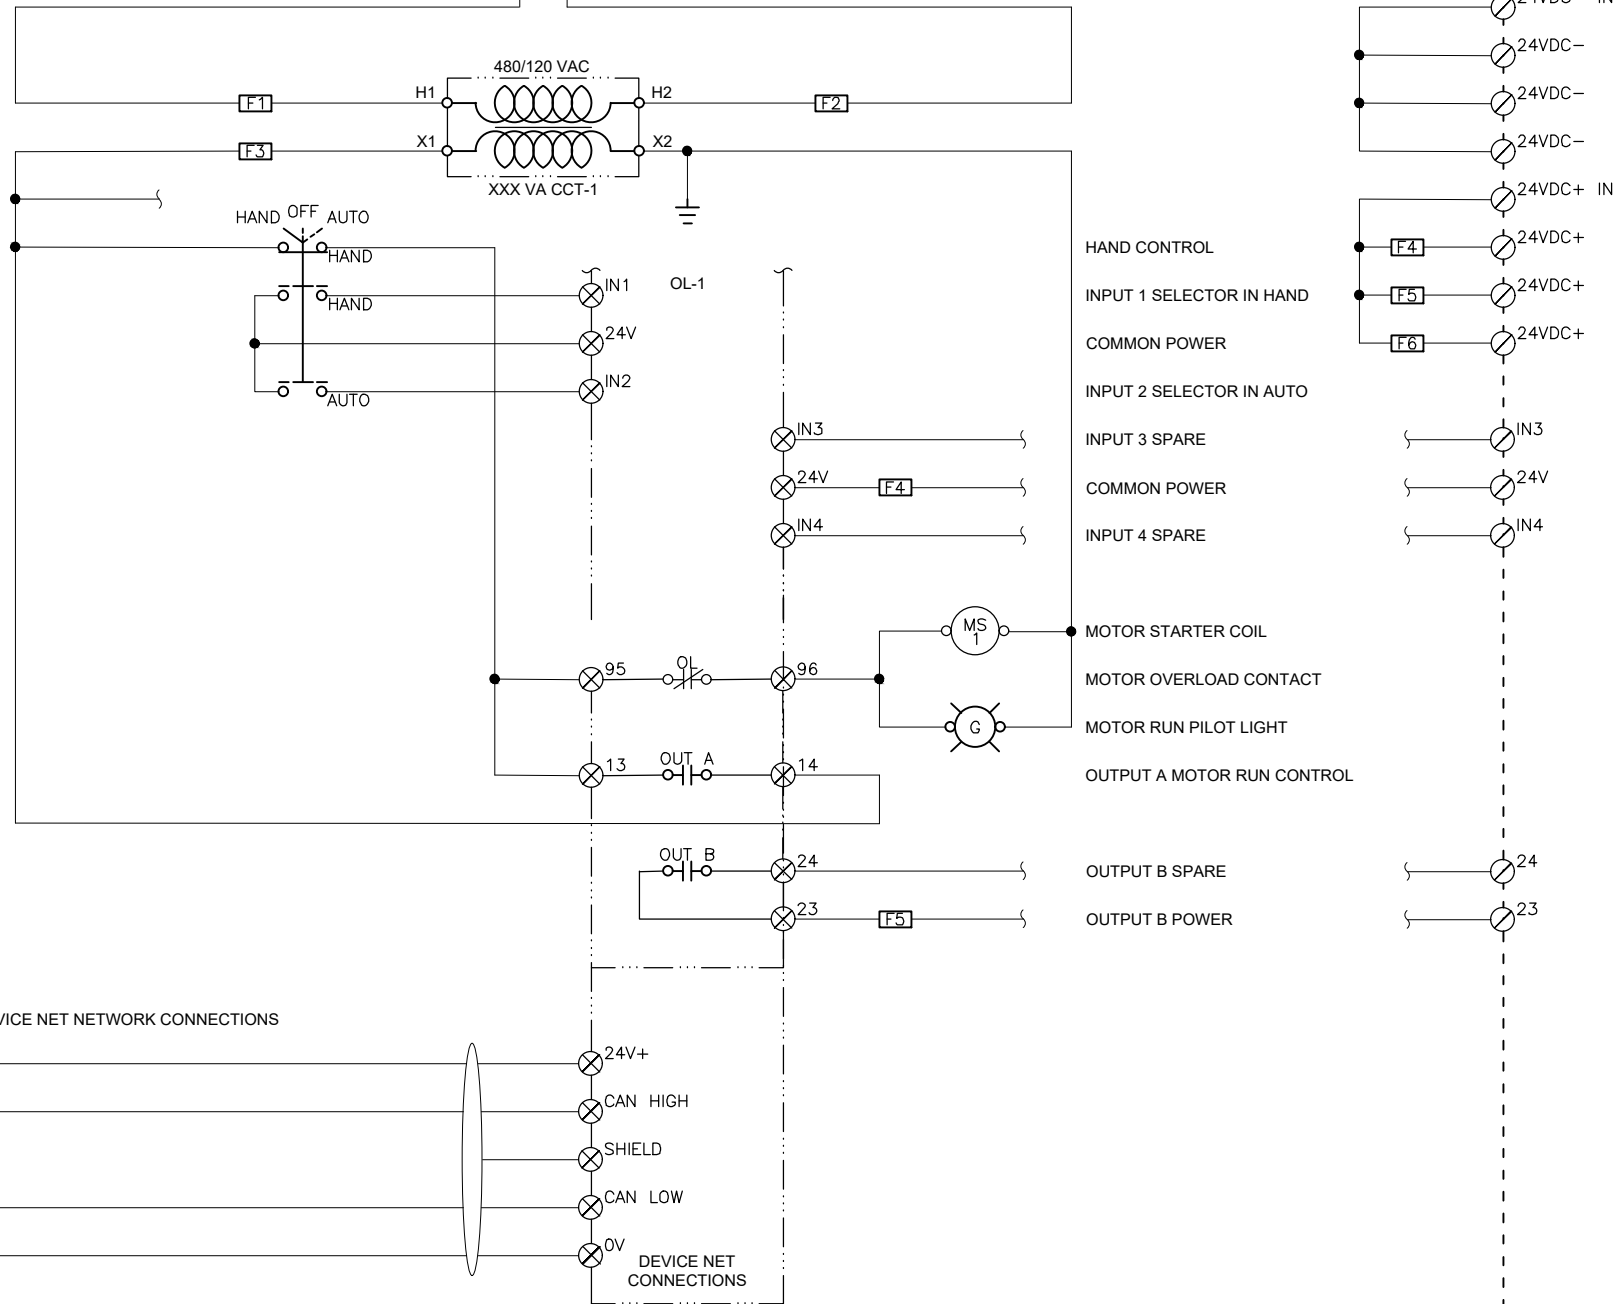 24VDC- IN
480/120 VAC
24VDC-
H1
H2
F1
F2
24VDC-
X1
X2
F3
24VDC-
XXX VA CCT-1
24VDC+ IN
HAND OFF AUTO
HAND
HAND CONTROL
F4
24VDC+
IN1
OL-1
HAND
INPUT 1 SELECTOR IN HAND
F5
24VDC+
24V
COMMON POWER
F6
24VDC+
IN2
AUTO
INPUT 2 SELECTOR IN AUTO
IN3
INPUT 3 SPARE
IN3
24V
F4
COMMON POWER
24V
IN4
INPUT 4 SPARE
IN4
MS
1
MOTOR STARTER COIL
95
OL
96
MOTOR OVERLOAD CONTACT
G
MOTOR RUN PILOT LIGHT
13
OUT A
14
OUTPUT A MOTOR RUN CONTROL
OUT B
24
OUTPUT B SPARE
24
23
F5
OUTPUT B POWER
23
VICE NET NETWORK CONNECTIONS
24V+
CAN HIGH
SHIELD
CAN LOW
0V
DEVICE NET
CONNECTIONS